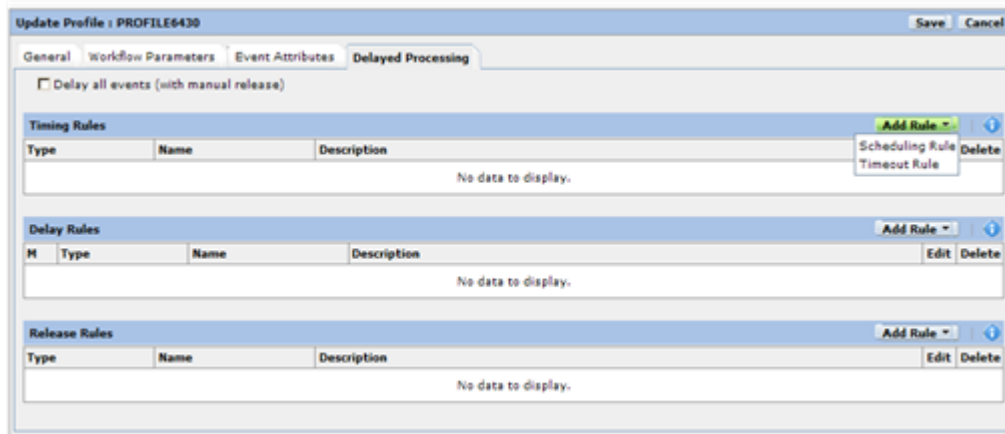 Update Profile : PROFILE6430 Save Cancel
General Workflow Parameters Event Attributes Delayed Processing
Delay all events (with manual release)
Timing Rules Add Rule
Type Name Description Delete
Scheduling Rule
Timeout Rule
No data to display.
Delay Rules Add Rule
M Type Name Description Edit Delete
No data to display.
Release Rules Add Rule
Type Name Description Edit Delete
No data to display.